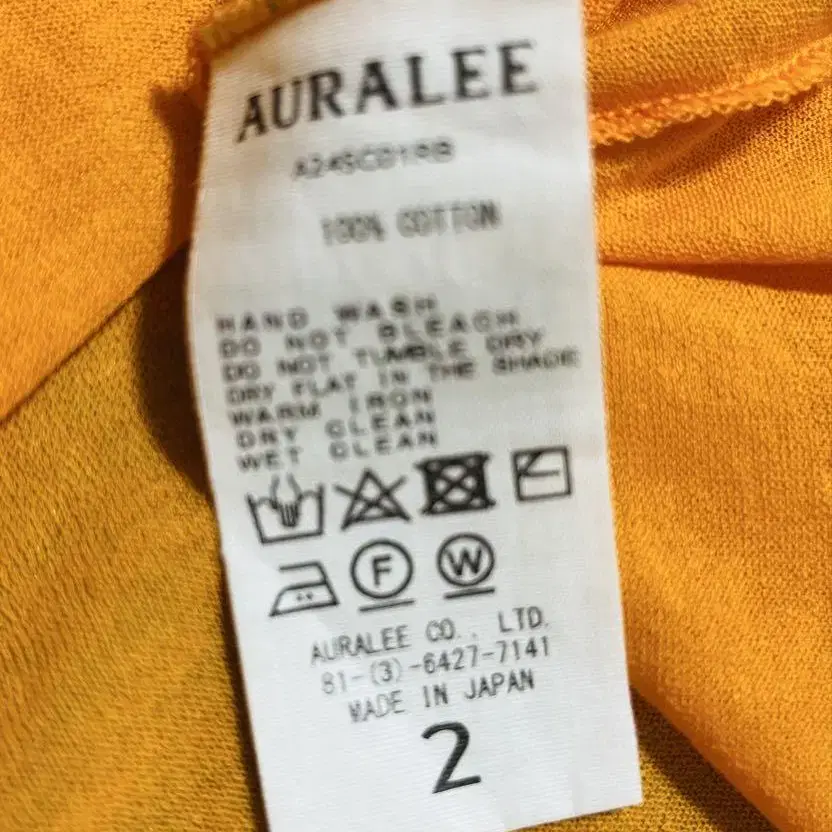 AURALEE
A24SC01RB
100% COTTON
HAND WASH
DO NOT BLEACH
DO NOT TUMBLE DRY
DRY FLAT IN THE SHADE
WARM IRON
DRY CLEAN
WET CLEAN
F W
AURALEE CO., LTD.
81-(3)-6427-7141
MADE IN JAPAN
2